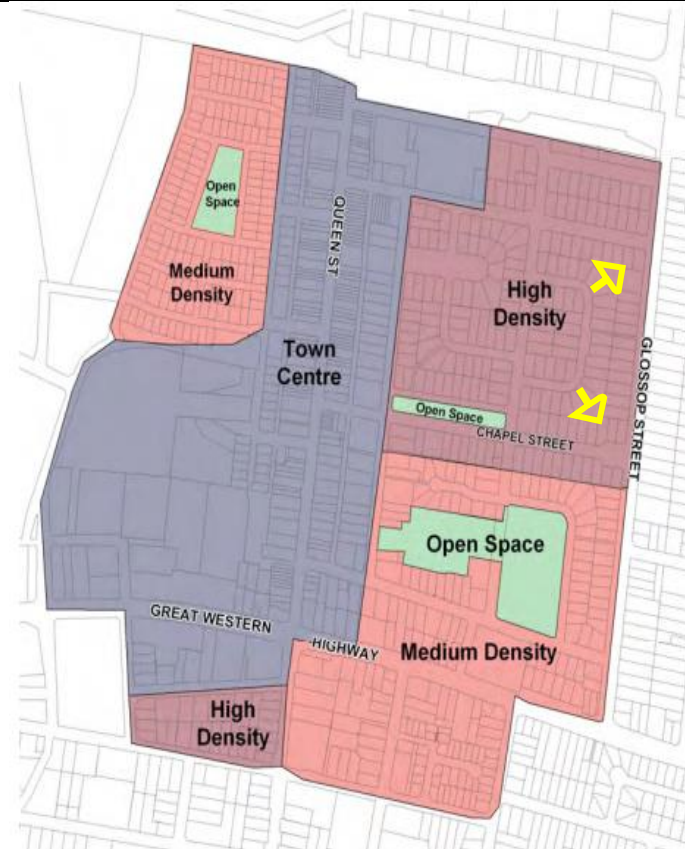 Open
Space
Medium
Density
QUEEN ST
Town
Centre
High
Density
GLOSSOP STREET
Open Space
CHAPEL STREET
Open Space
GREAT WESTERN
HIGHWAY
Medium Density
High
Density